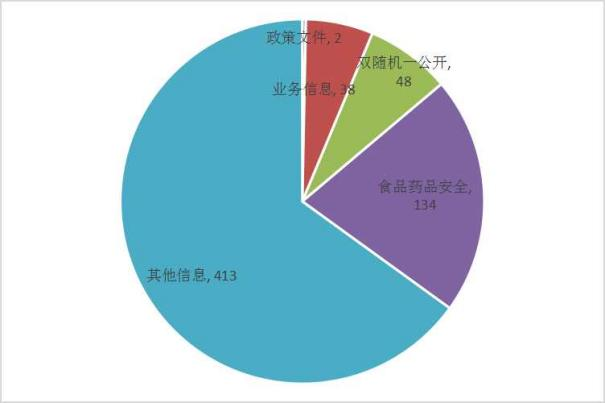 政策文件, 2
业务信息, 38
双随机一公开,
48
食品药品安全,
134
其他信息, 413